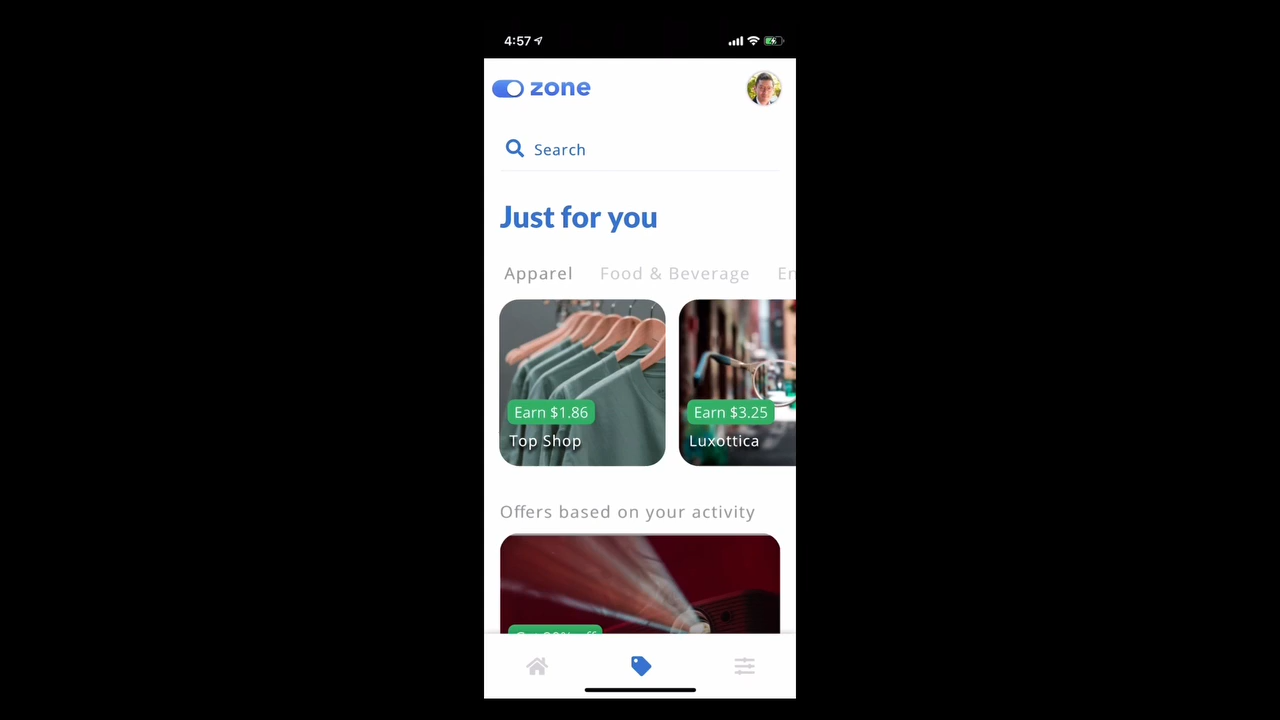 4:57
zone
Search
Just for you
Apparel Food & Beverage
Earn $1.86 Earn $3.25
Top Shop Luxottica
Offers based on your activity